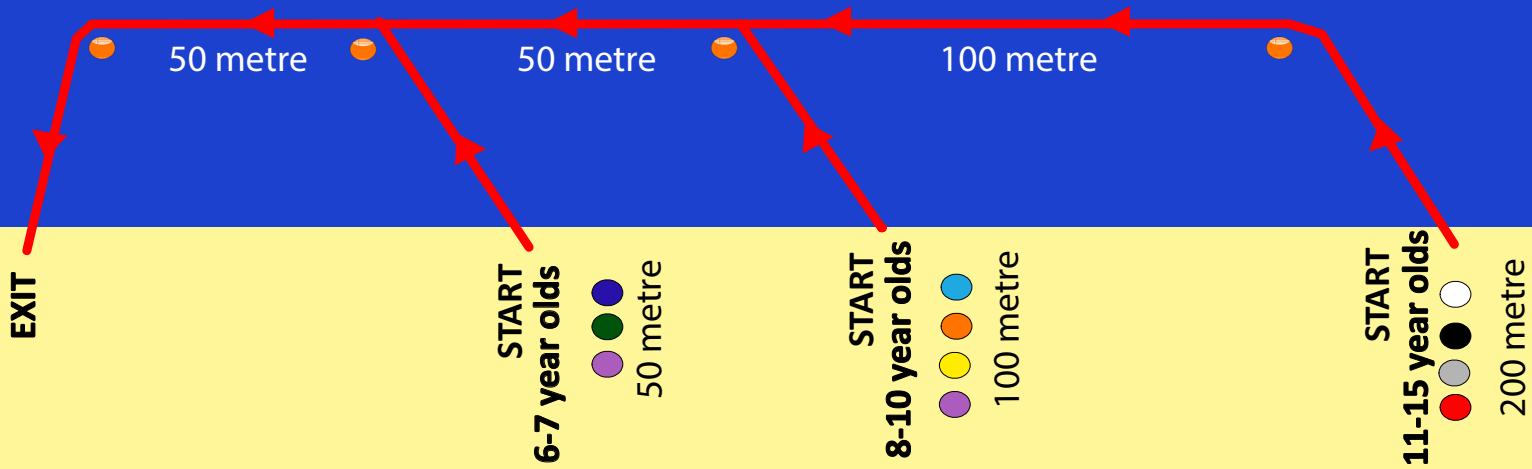 50 metre
50 metre
100 metre
EXIT
START
6-7 year olds
50 metre
START
8-10 year olds
100 metre
START
11-15 year olds
200 metre